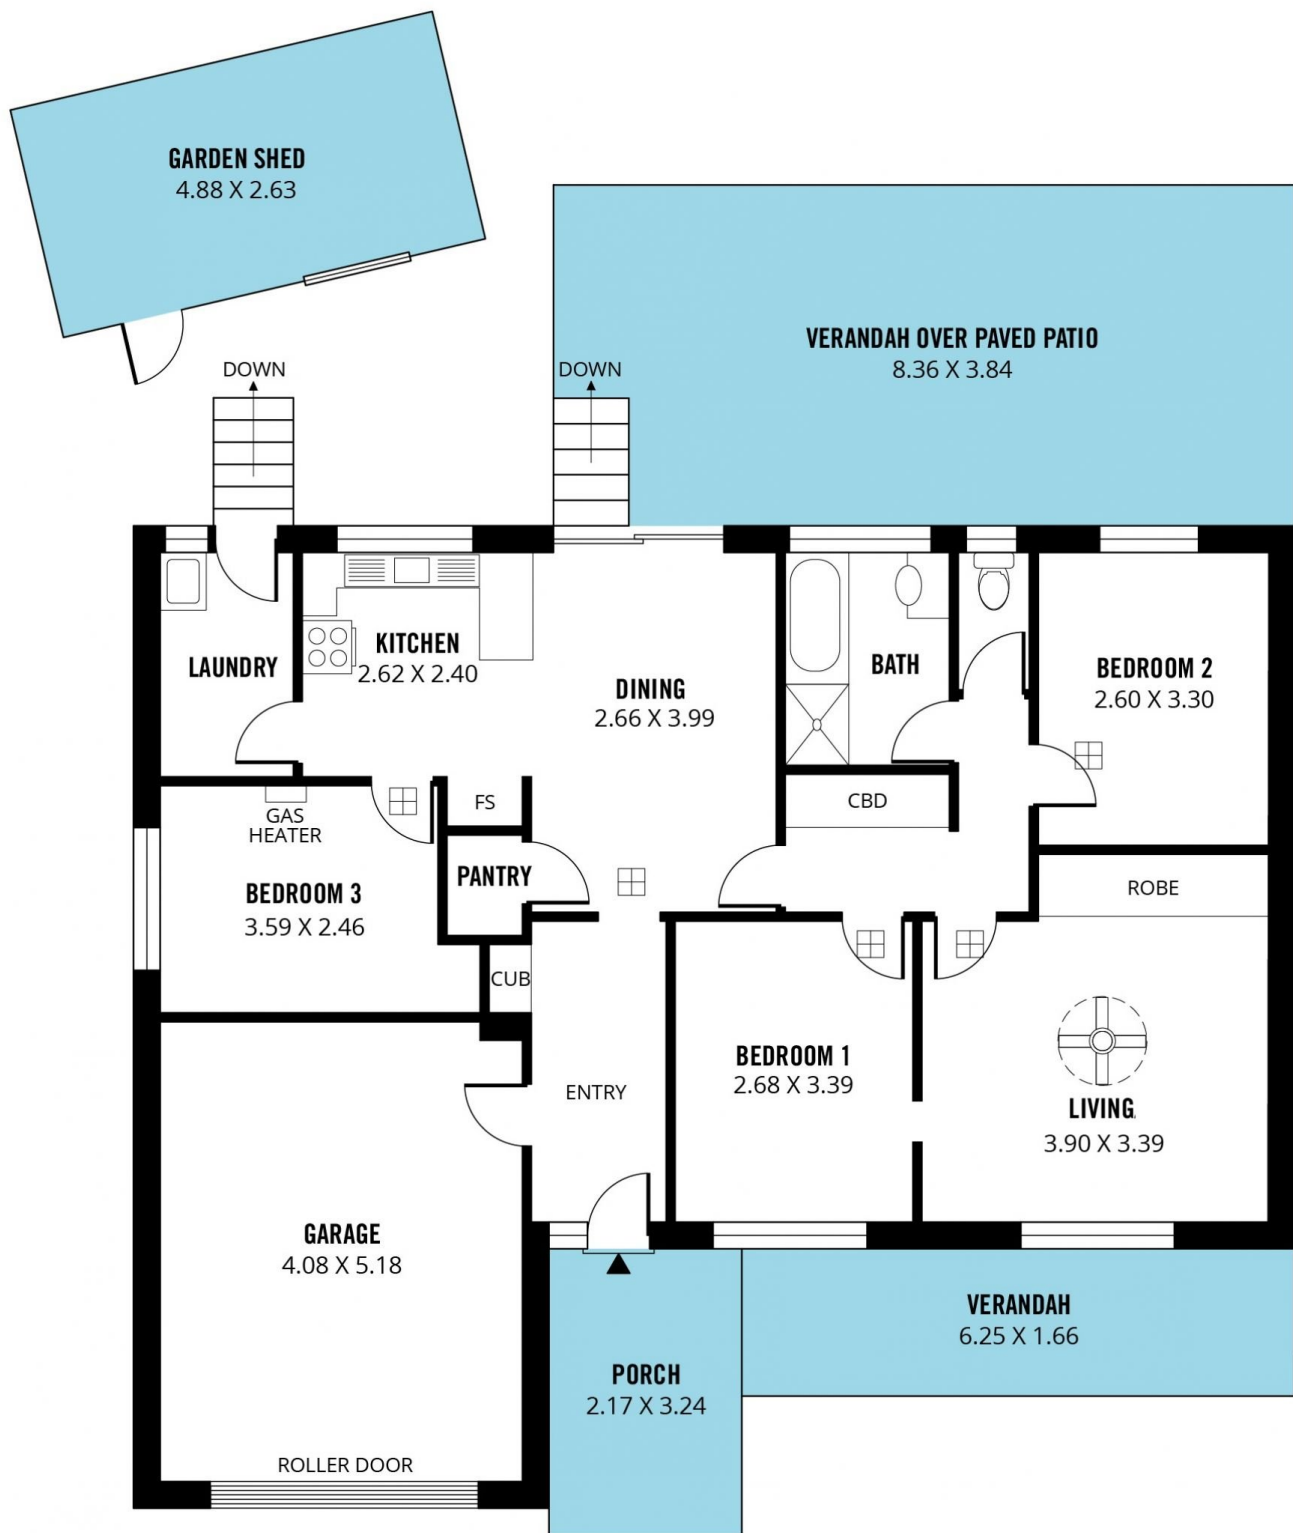 GARDEN SHED
4.88 X 2.63
VERANDAH OVER PAVED PATIO
8.36 X 3.84
DOWN
DOWN
LAUNDRY
KITCHEN
2.62 X 2.40
DINING
2.66 X 3.99
BATH
BEDROOM 2
2.60 X 3.30
GAS
HEATER
FS
CBD
PANTRY
BEDROOM 3
3.59 X 2.46
ROBE
CUB
ENTRY
BEDROOM 1
2.68 X 3.39
LIVING
3.90 X 3.39
GARAGE
4.08 X 5.18
VERANDAH
6.25 X 1.66
PORCH
2.17 X 3.24
ROLLER DOOR